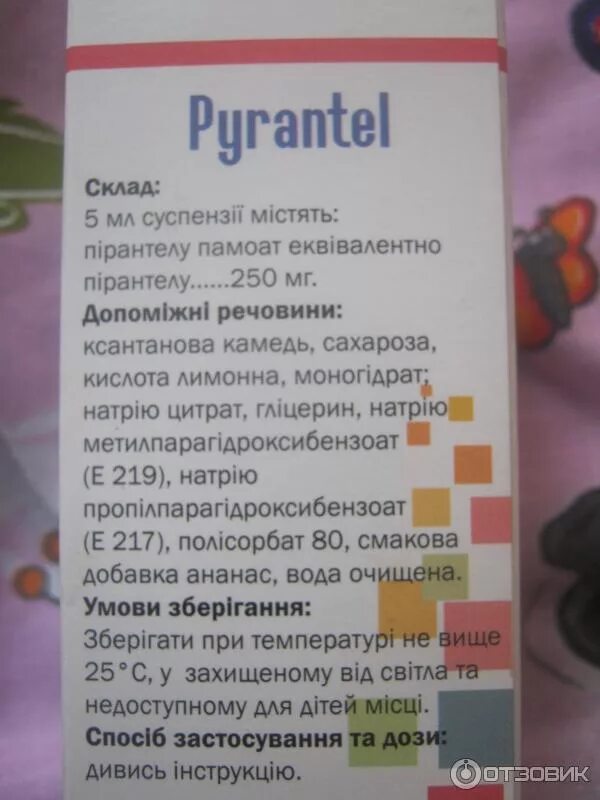 Pyrantel
Склад:
5 мл суспензії містять:
пірантелу памоат еквівалентно
пірантелу......250 мг.
Допоміжні речовини:
ксантанова камедь, сахароза,
кислота лимонна, моногідрат;
натрію цитрат, гліцерин, натрію
метилпарагідроксибензоат
(Е 219), натрію
пропілпарагідроксибензоат
(Е 217), полісорбат 80, смакова
добавка ананас, вода очищена.
Умови зберігання:
Зберігати при температурі не вище
25°С, у захищеному від світла та
недоступному для дітей місці.
Спосіб застосування та дози:
дивись інструкцію.
ОТЗОВИК